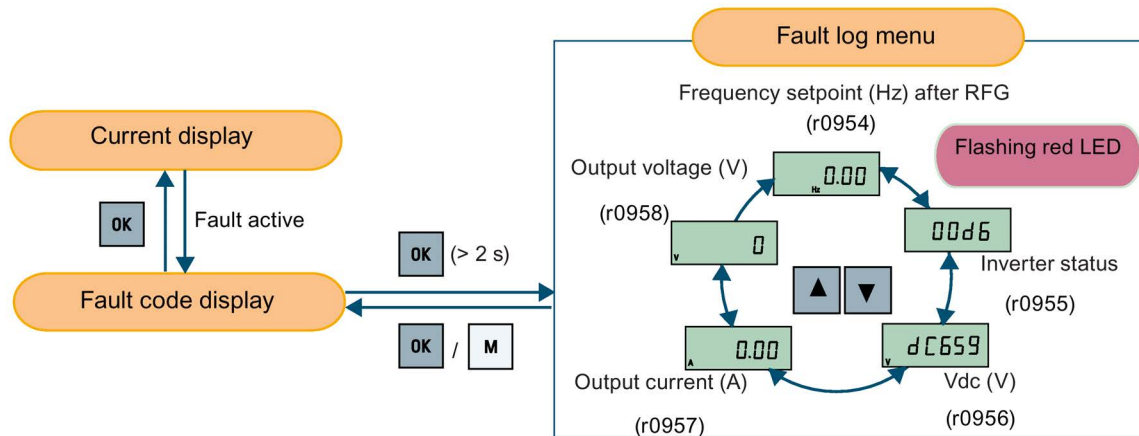 Fault log menu
Frequency setpoint (Hz) after RFG
(r0954)
Current display
Flashing red LED
Output voltage (V)
Hz 0.00
(r0958)
OK
Fault active
OK (> 2 s)
V 0
00d6
Inverter status
(r0955)
Fault code display
▲ ▼
OK / M
A 0.00
V dC659
Output current (A)
Vdc (V)
(r0957)
(r0956)